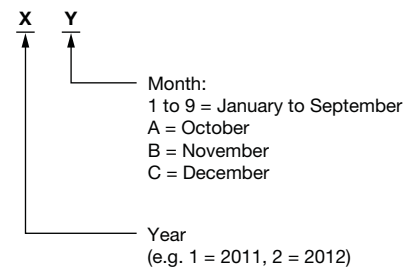 X Y
Month:
1 to 9 = January to September
A = October
B = November
C = December
Year
(e.g. 1 = 2011, 2 = 2012)